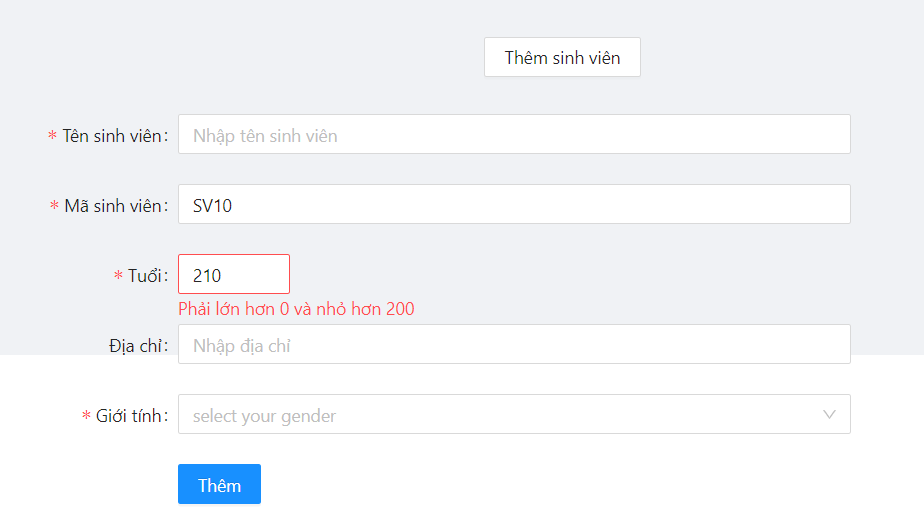 Thêm sinh viên
* Tên sinh viên: Nhập tên sinh viên
* Mã sinh viên: SV10
* Tuổi: 210
Phải lớn hơn 0 và nhỏ hơn 200
Địa chỉ: Nhập địa chỉ
* Giới tính: select your gender
Thêm